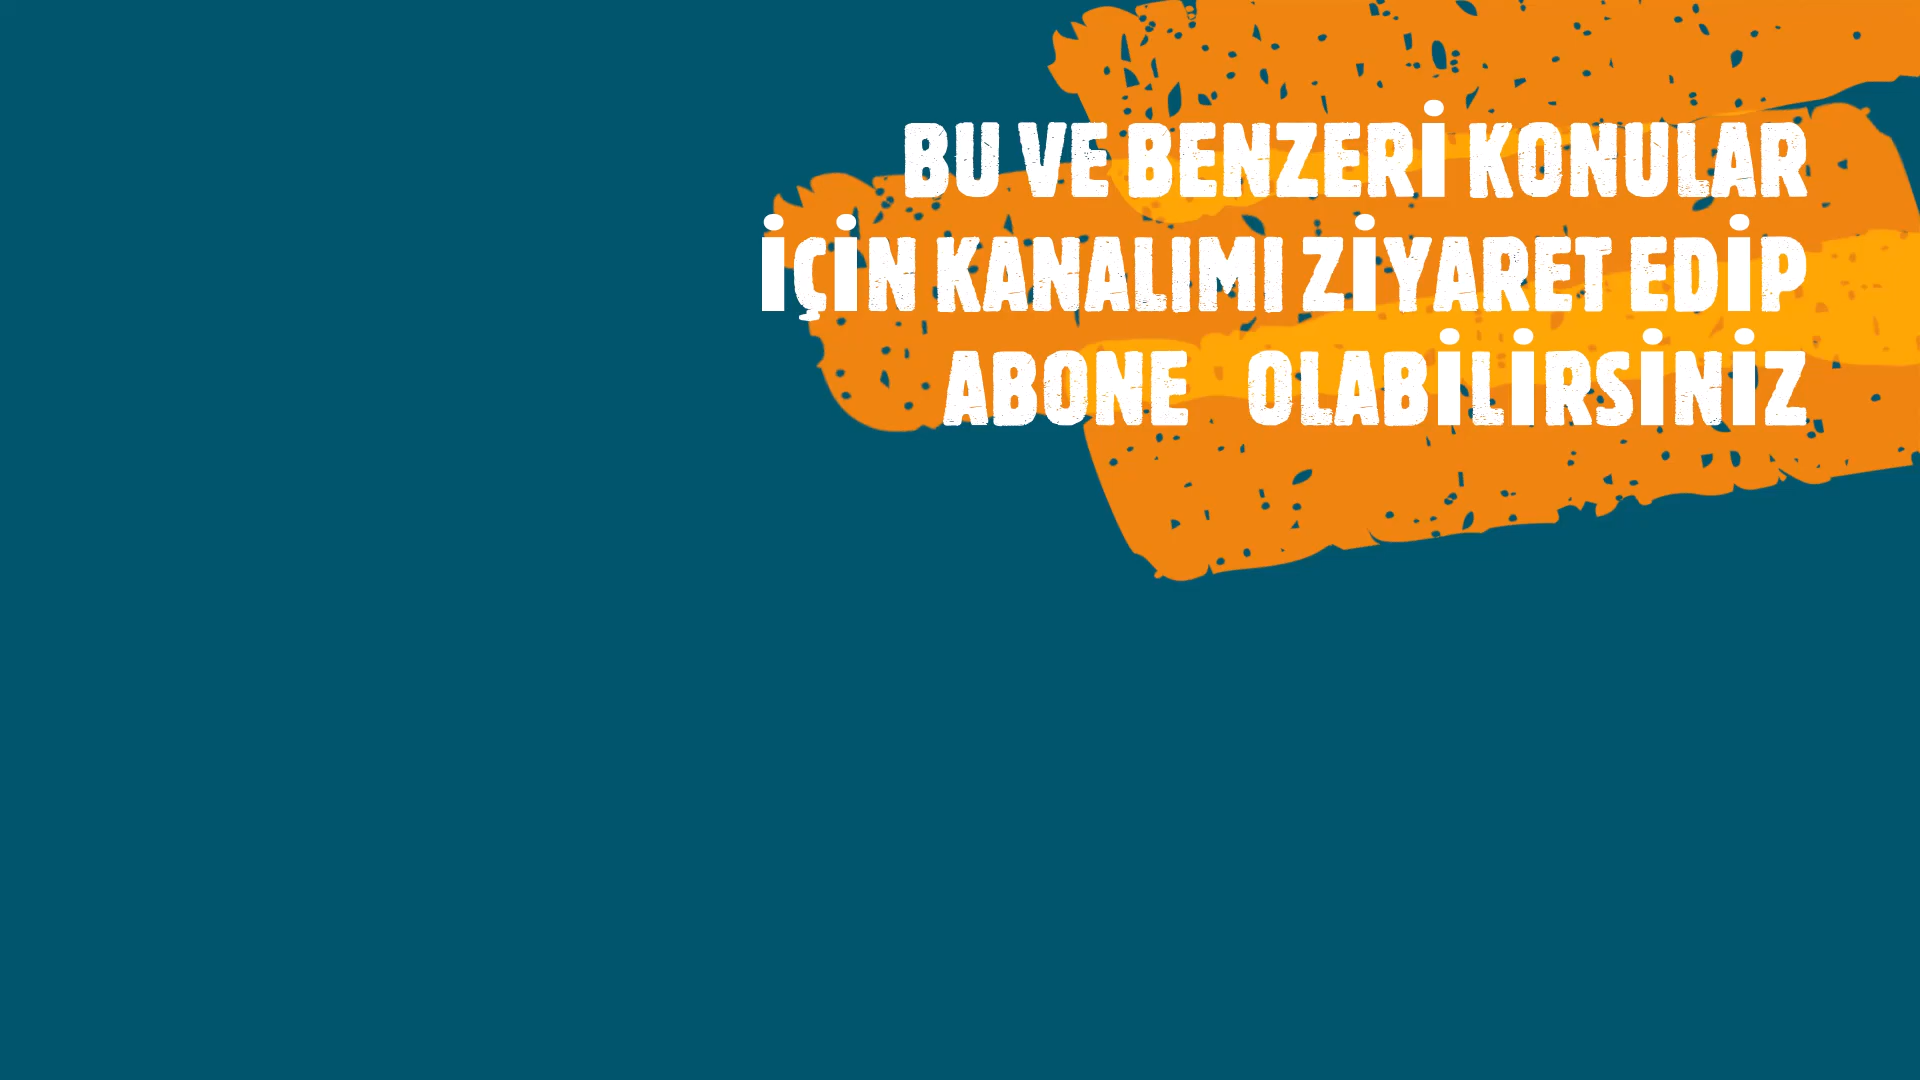 BU VE BENZERİ KONULAR
İÇİN KANALIMI ZİYARET EDİP
ABONE OLABİLİRSİNİZ